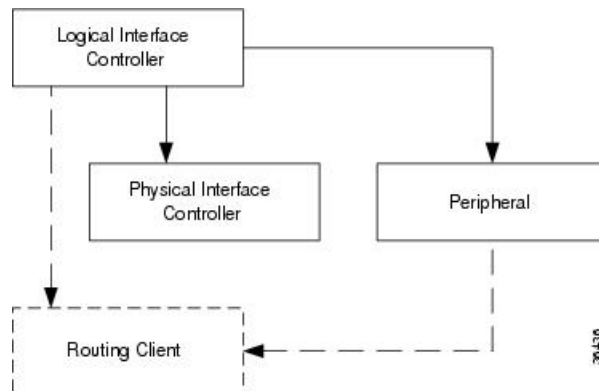 Logical Interface
Controller
Physical Interface
Controller
Peripheral
Routing Client